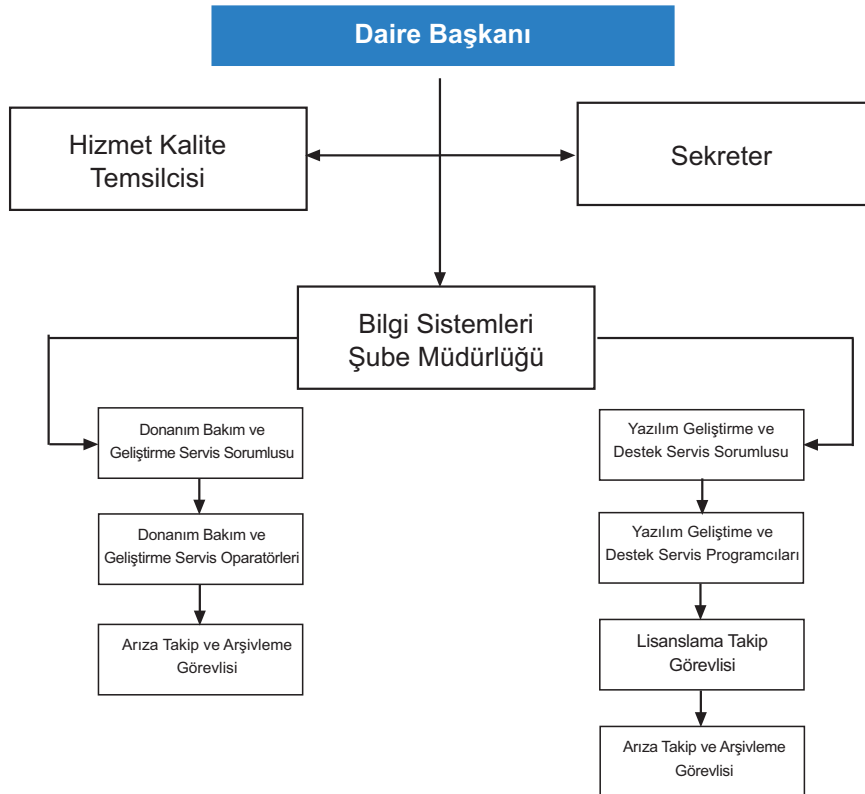 Daire Başkanı
Hizmet Kalite
Temsilcisi
Sekreter
Bilgi Sistemleri
Şube Müdürlüğü
Donanım Bakım ve
Geliştirme Servis Sorumlusu
Donanım Bakım ve
Geliştirme Servis Oparatörleri
Arıza Takip ve Arşivleme
Görevlisi
Yazılım Geliştirme ve
Destek Servis Sorumlusu
Yazılım Geliştime ve
Destek Servis Programcıları
Lisanslama Takip
Görevlisi
Arıza Takip ve Arşivleme
Görevlisi